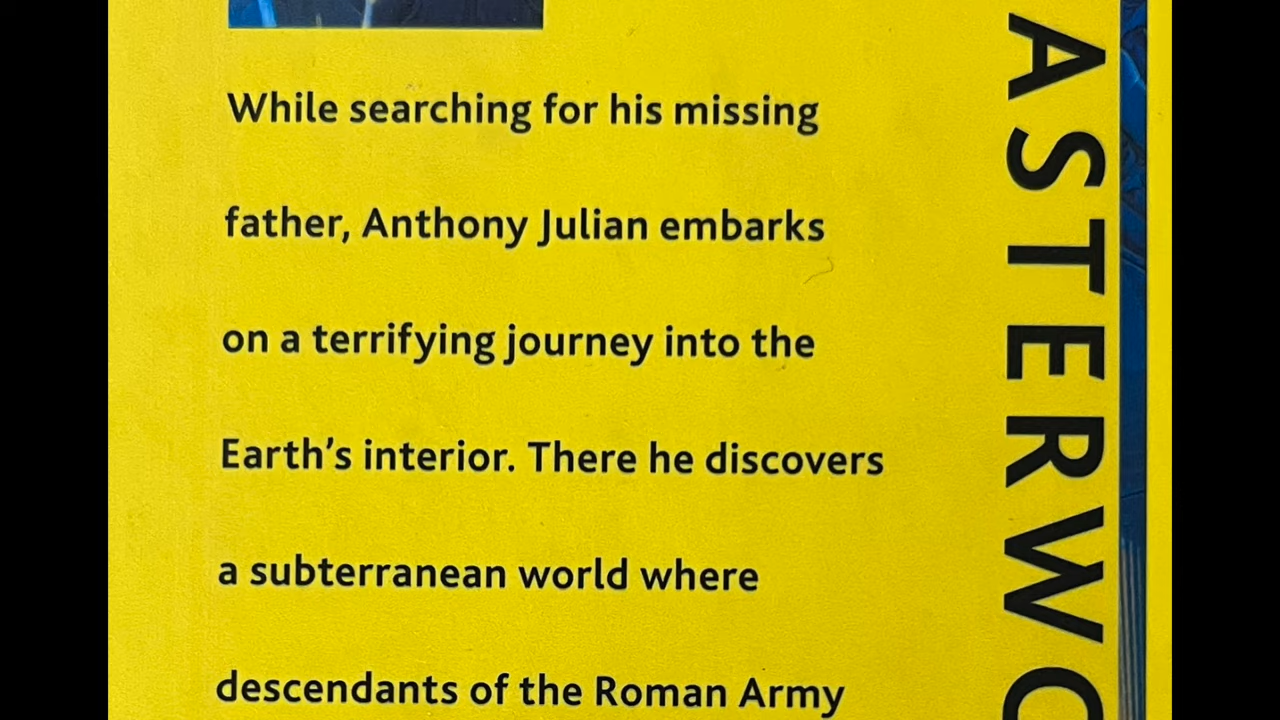 While searching for his missing
father, Anthony Julian embarks
on a terrifying journey into the
Earth’s interior. There he discovers
a subterranean world where
descendants of the Roman Army
ASTERWO